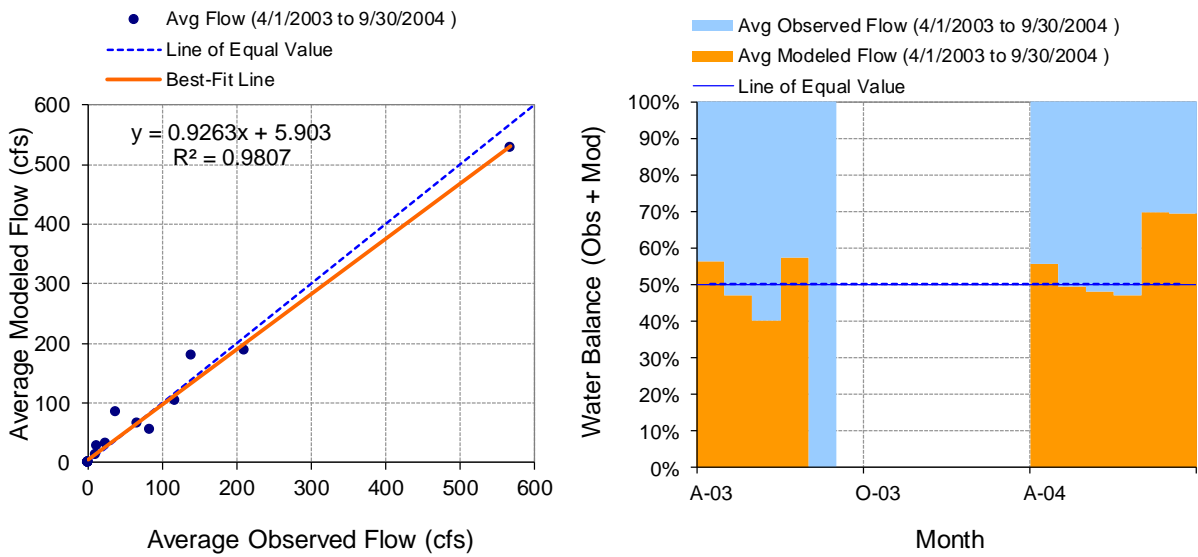 Avg Flow (4/1/2003 to 9/30/2004 )
Line of Equal Value
Best-Fit Line
600
500
400
300
200
100
0
y = 0.9263x + 5.903
R² = 0.9807
Average Modeled Flow (cfs)
0 100 200 300 400 500 600
Average Observed Flow (cfs)
Avg Observed Flow (4/1/2003 to 9/30/2004 )
Avg Modeled Flow (4/1/2003 to 9/30/2004 )
Line of Equal Value
100%
90%
80%
70%
60%
50%
40%
30%
20%
10%
0%
Water Balance (Obs + Mod)
A-03 O-03 A-04
Month